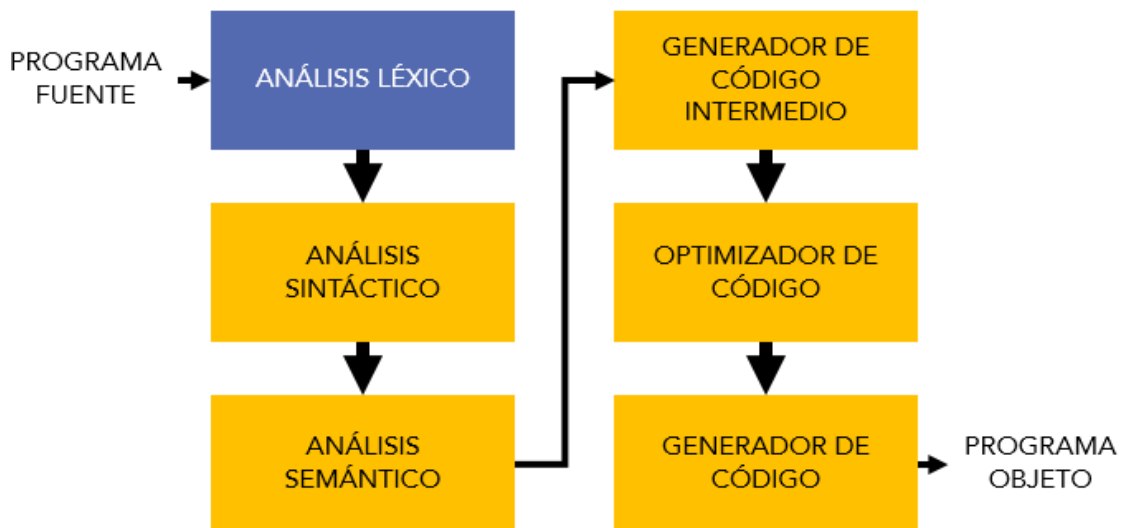 PROGRAMA
FUENTE
ANÁLISIS LÉXICO
ANÁLISIS
SINTÁCTICO
ANÁLISIS
SEMÁNTICO
GENERADOR DE
CÓDIGO
INTERMEDIO
OPTIMIZADOR DE
CÓDIGO
GENERADOR DE
CÓDIGO
PROGRAMA
OBJETO